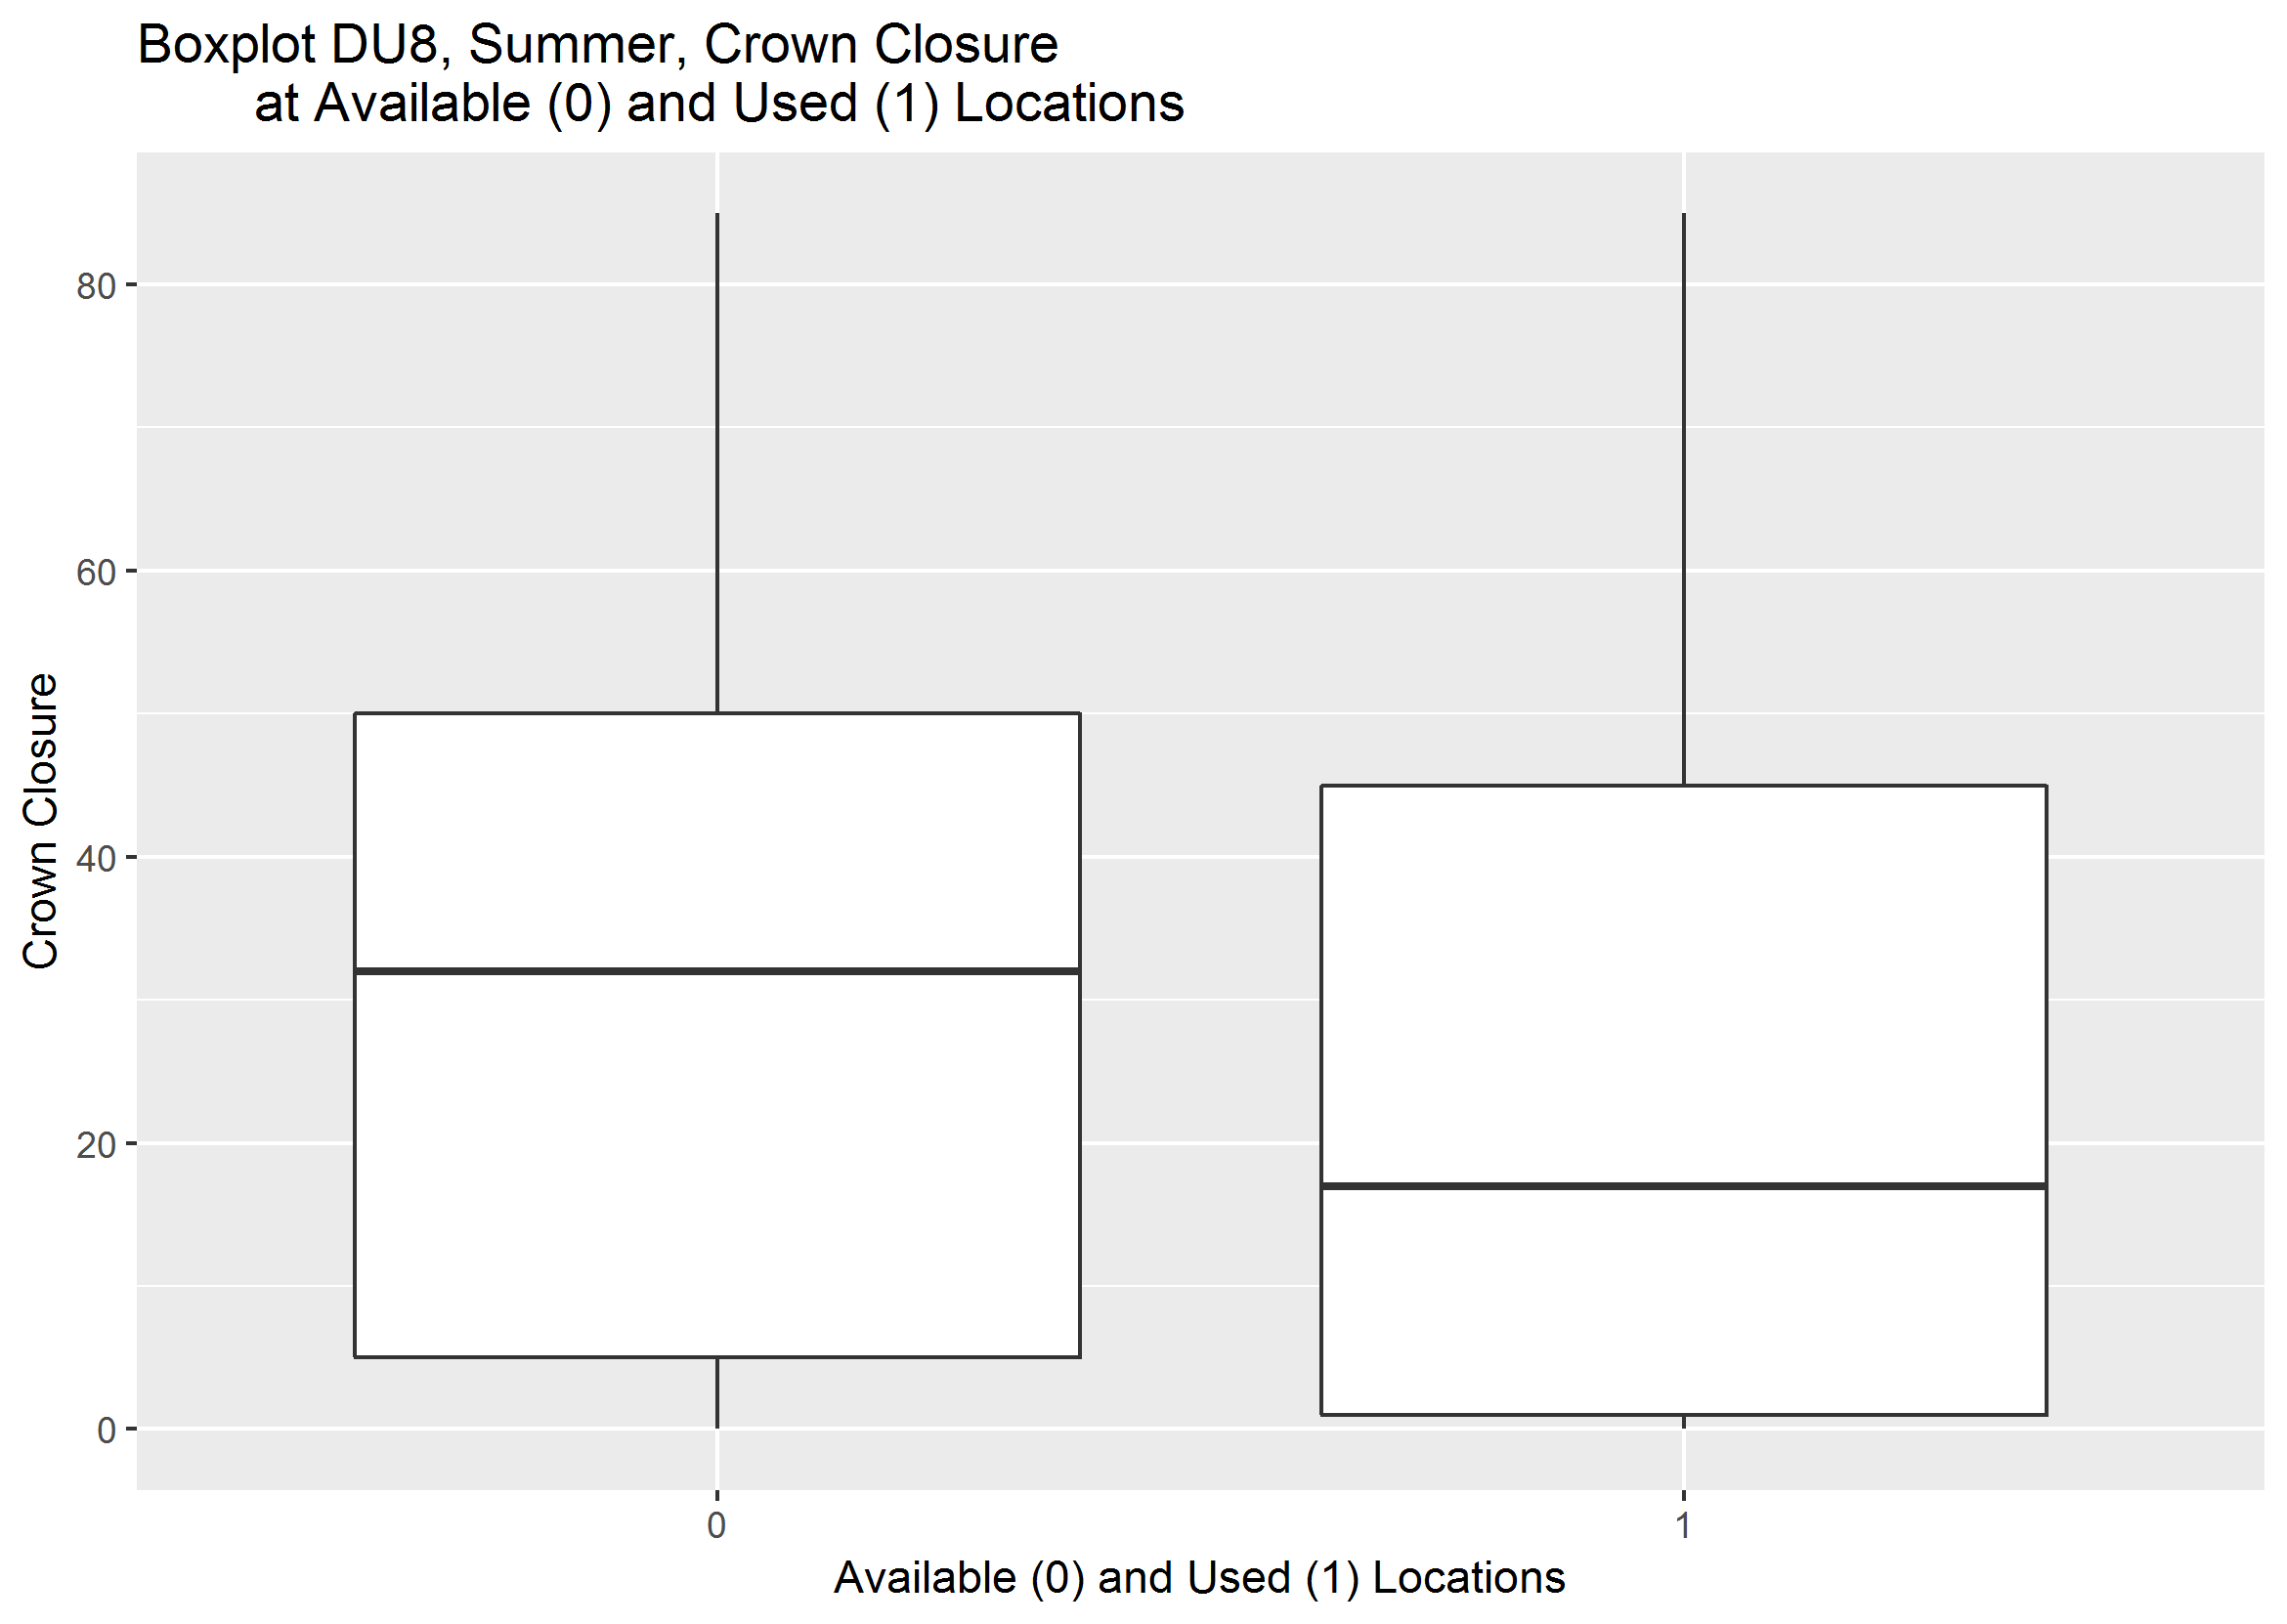 Boxplot DU8, Summer, Crown Closure
at Available (0) and Used (1) Locations
Crown Closure
80
60
40
20
0
0
1
Available (0) and Used (1) Locations